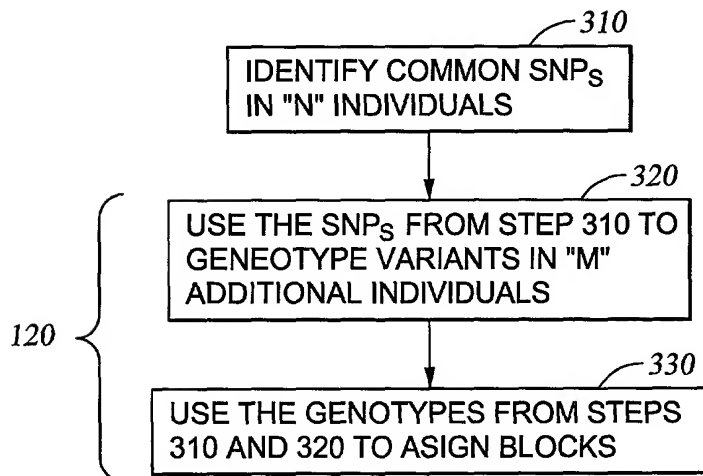 310
IDENTIFY COMMON SNPS
IN "N" INDIVIDUALS
320
USE THE SNPS FROM STEP 310 TO
GENEOTYPE VARIANTS IN "M"
ADDITIONAL INDIVIDUALS
120
330
USE THE GENOTYPES FROM STEPS
310 AND 320 TO ASIGN BLOCKS